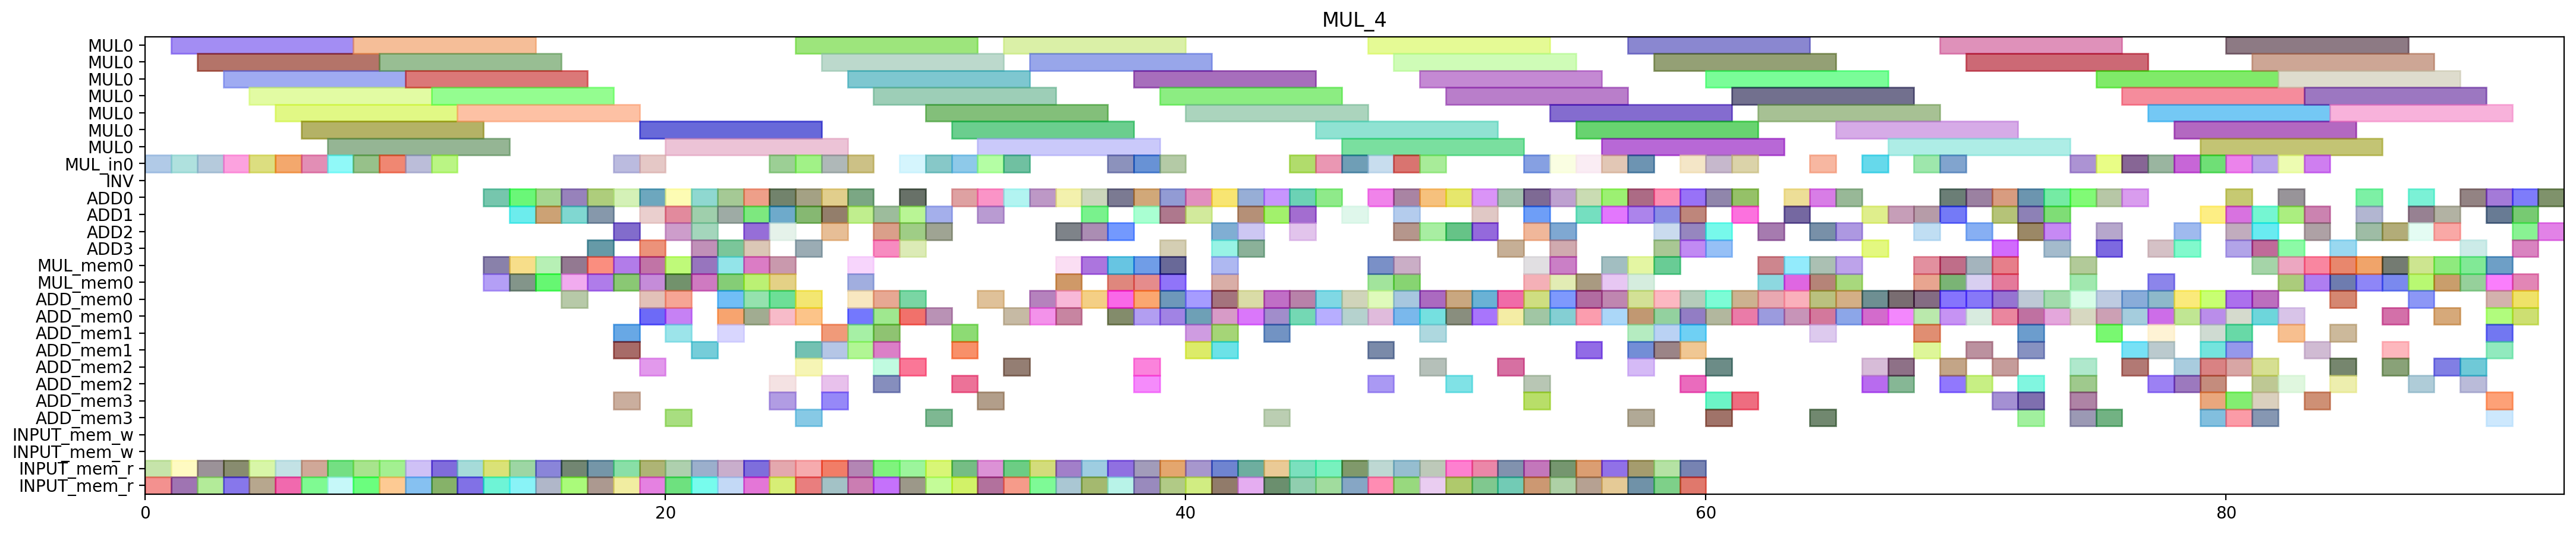 MUL_4
MUL0
MUL0
MUL0
MUL0
MUL0
MUL0
MUL0
MUL_in0
INV
ADD0
ADD1
ADD2
ADD3
MUL_mem0
MUL_mem0
ADD_mem0
ADD_mem0
ADD_mem1
ADD_mem1
ADD_mem2
ADD_mem2
ADD_mem3
ADD_mem3
INPUT_mem_w
INPUT_mem_w
INPUT_mem_r
INPUT_mem_r
0 20 40 60 80